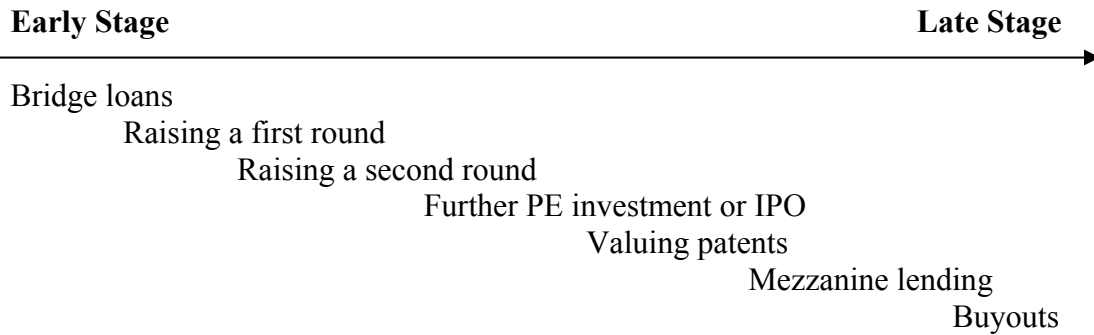 Early Stage Late Stage
Bridge loans
Raising a first round
Raising a second round
Further PE investment or IPO
Valuing patents
Mezzanine lending
Buyouts